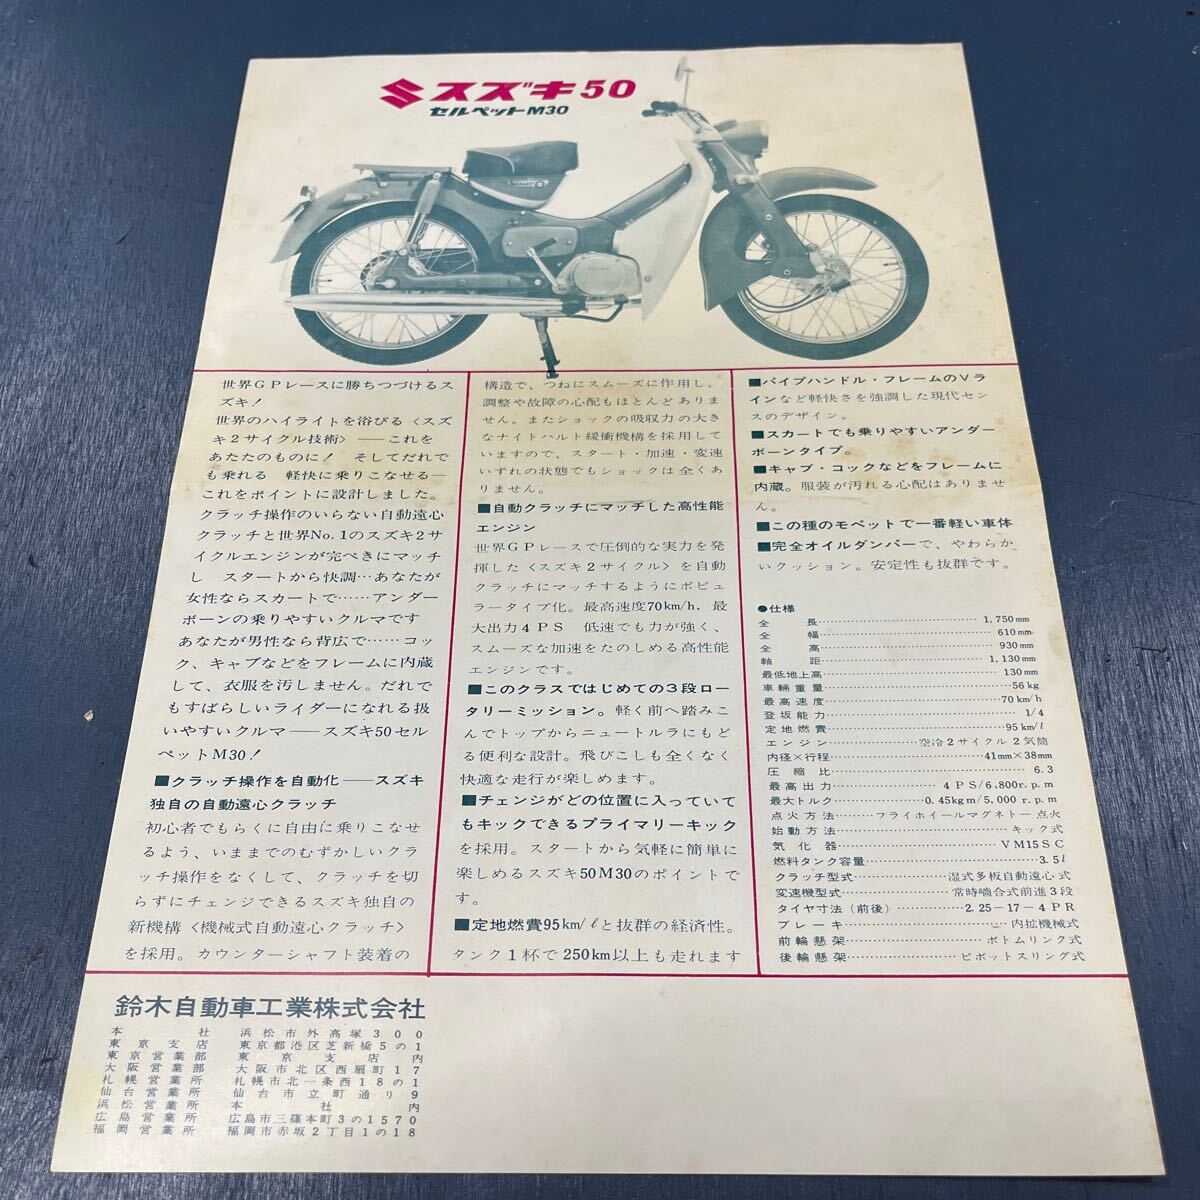 スズキ50
セルペットM30
世界GPレースに勝ちつづけるス
ズキ!
世界のハイライトを浴びる〈スズ
キ2サイクル技術〉――これを
あたたのものに! そしてだれで
も乗れる 軽快に乗りこなせる―
これをポイントに設計しました。
クラッチ操作のいらない自動遠心
クラッチと世界No.1のスズキ2サ
イクルエンジンが完ぺきにマッチ
し スタートから快調…あなたが
女性ならスカートで……アンダー
ボーンの乗りやすいクルマです
あなたが男性なら背広で……コッ
ク、キャブなどをフレームに内蔵
して、衣服を汚しません。だれで
もすばらしいライダーになれる扱
いやすいクルマ――スズキ50セル
ペットM30!
■クラッチ操作を自動化――スズキ
独自の自動遠心クラッチ
初心者でもらくに自由に乗りこなせ
るよう、いままでのむずかしいクラ
ッチ操作をなくして、クラッチを切
らずにチェンジできるスズキ独自の
新機構〈機械式自動遠心クラッチ〉
を採用。カウンターシャフト装着の
構造で、つねにスムーズに作用し、
調整や故障の心配もほとんどありま
せん。またショックの吸収力の大き
なナイトハルト緩衝機構を採用して
いますので、スタート・加速・変速
いずれの状態でもショックは全くあ
りません。
■自動クラッチにマッチした高性能
エンジン
世界GPレースで圧倒的な実力を発
揮した〈スズキ2サイクル〉を自動
クラッチにマッチするようにポピュ
ラータイプ化。最高速度70km/h，最
大出力4PS 低速でも力が強く、
スムーズな加速をたのしめる高性能
エンジンです。
■このクラスではじめての3段ロー
タリーミッション。軽く前へ踏みこ
んでトップからニュートルラにもど
る便利な設計。飛びこしも全くなく
快適な走行が楽しめます。
■チェンジがどの位置に入っていて
もキックできるプライマリーキック
を採用。スタートから気軽に簡単に
楽しめるスズキ50M30のポイントで
す。
■定地燃費95km/ℓと抜群の経済性。
タンク1杯で250km以上も走れます
■パイプハンドル・フレームのVラ
インなど軽快さを強調した現代セン
スのデザイン。
■スカートでも乗りやすいアンダー
ボーンタイプ。
■キャブ・コックなどをフレームに
内蔵。服装が汚れる心配はありませ
ん。
■この種のモペットで一番軽い車体
■完全オイルダンパーで、やわらか
いクッション。安定性も抜群です。
●仕様
全長……1,750mm
全幅……610mm
全高……930mm
軸距……1,130mm
最低地上高……130mm
車輛重量……56kg
最高速度……70km/h
登坂能力……1/4
定地燃費……95km/ℓ
エンジン……空冷2サイクル2気筒
内径×行程……41mm×38mm
圧縮比……6.3
最高出力……4PS/6,800r.p.m
最大トルク……0.45kgm/5,000r.p.m
点火方法……フライホイールマグネトー点火
始動方法……キック式
気化器……VM15SC
燃料タンク容量……3.5ℓ
クラッチ型式……湿式多板自動遠心式
変速機型式……常時噛合式前進3段
タイヤ寸法（前後）……2.25-17-4PR
ブレーキ……内拡機械式
前輪懸架……ボトムリンク式
後輪懸架……ピボットスリング式
鈴木自動車工業株式会社
本社 浜松市外高塚300
東京支店 東京都港区芝新橋5の1
東京営業部 東京支店内
大阪営業部 大阪市北区西扇町17
札幌営業所 札幌市北一条西18の1
仙台営業所 仙台市立町通り9
浜松営業所 本社内
広島営業所 広島市三篠本町3の1570
福岡営業所 福岡市赤坂2丁目1の18